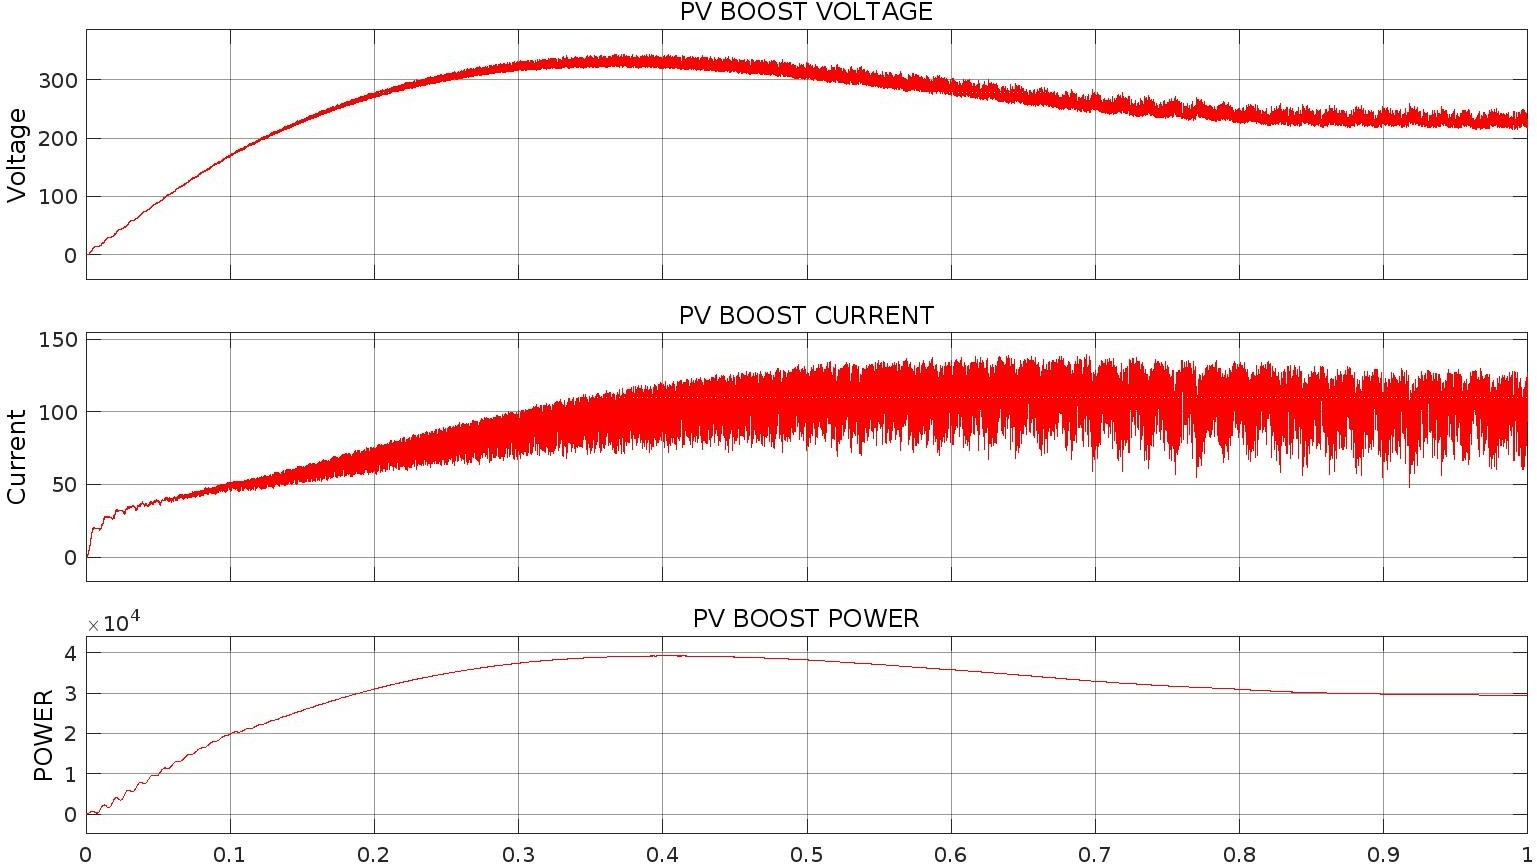 PV BOOST VOLTAGE
300
200
100
0
Voltage
PV BOOST CURRENT
150
100
50
0
Current
PV BOOST POWER
×10⁴
4
3
2
1
0
POWER
0 0.1 0.2 0.3 0.4 0.5 0.6 0.7 0.8 0.9 1